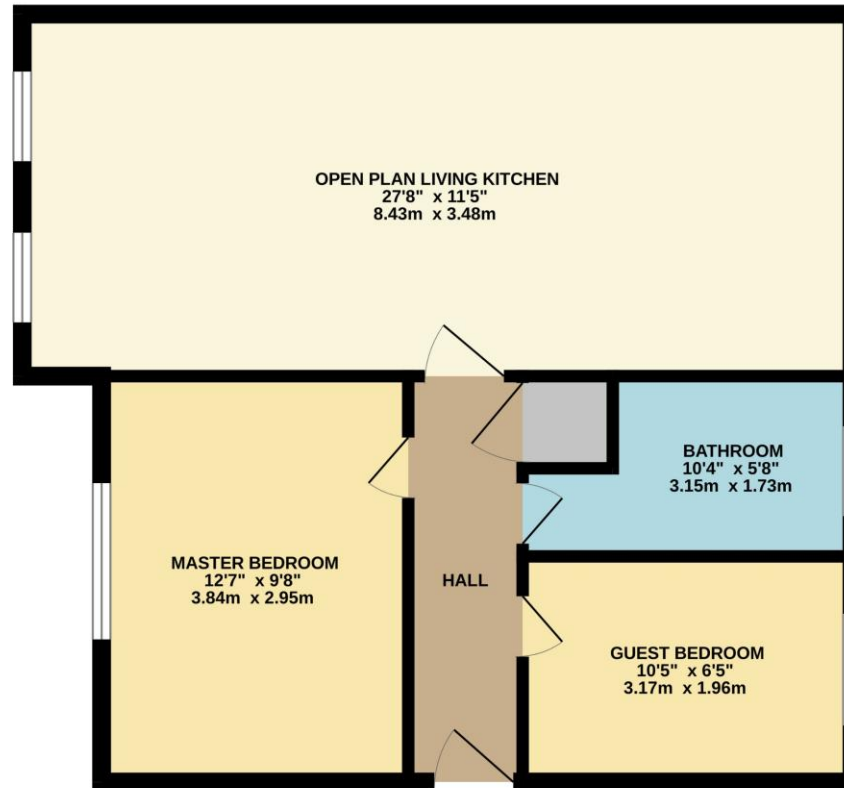 OPEN PLAN LIVING KITCHEN
27'8" x 11'5"
8.43m x 3.48m
BATHROOM
10'4" x 5'8"
3.15m x 1.73m
MASTER BEDROOM
12'7" x 9'8"
3.84m x 2.95m
HALL
GUEST BEDROOM
10'5" x 6'5"
3.17m x 1.96m